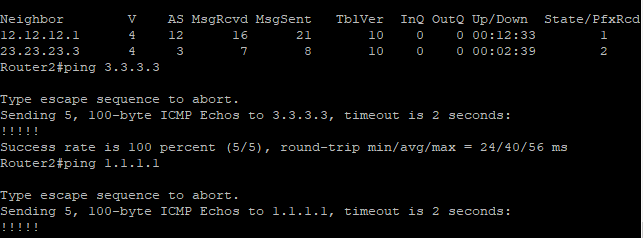 Neighbor        V    AS MsgRcvd MsgSent   TblVer  InQ OutQ Up/Down  State/PfxRcd
12.12.12.1      4    12      16      21       10    0    0 00:12:33        1
23.23.23.3      4     3       7       8       10    0    0 00:02:39        2
Router2#ping 3.3.3.3
Type escape sequence to abort.
Sending 5, 100-byte ICMP Echos to 3.3.3.3, timeout is 2 seconds:
!!!!!
Success rate is 100 percent (5/5), round-trip min/avg/max = 24/40/56 ms
Router2#ping 1.1.1.1
Type escape sequence to abort.
Sending 5, 100-byte ICMP Echos to 1.1.1.1, timeout is 2 seconds:
!!!!!